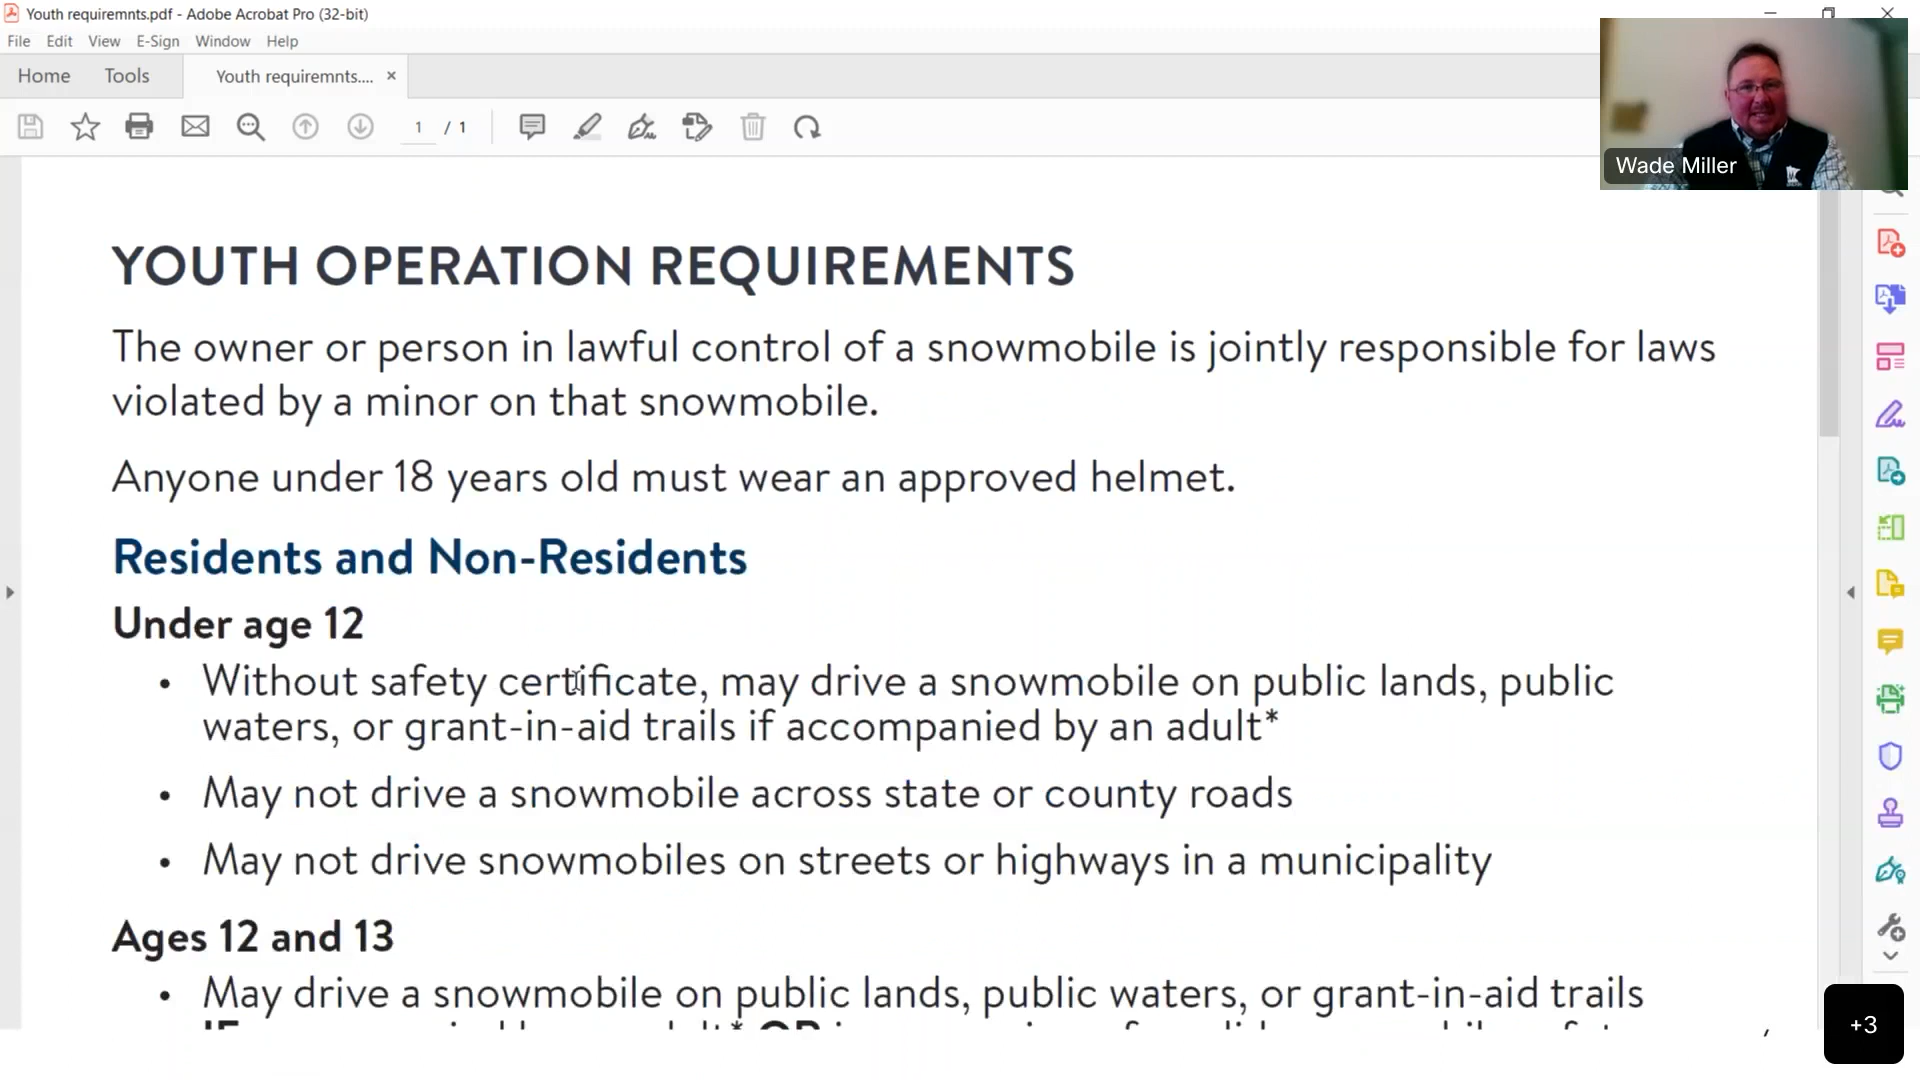 Youth requiremnts.pdf - Adobe Acrobat Pro (32-bit)
File Edit View E-Sign Window Help
Home Tools Youth requiremnts....
1 / 1
Wade Miller
YOUTH OPERATION REQUIREMENTS
The owner or person in lawful control of a snowmobile is jointly responsible for laws
violated by a minor on that snowmobile.
Anyone under 18 years old must wear an approved helmet.
Residents and Non-Residents
Under age 12
• Without safety certificate, may drive a snowmobile on public lands, public
waters, or grant-in-aid trails if accompanied by an adult*
• May not drive a snowmobile across state or county roads
• May not drive snowmobiles on streets or highways in a municipality
Ages 12 and 13
• May drive a snowmobile on public lands, public waters, or grant-in-aid trails
+3